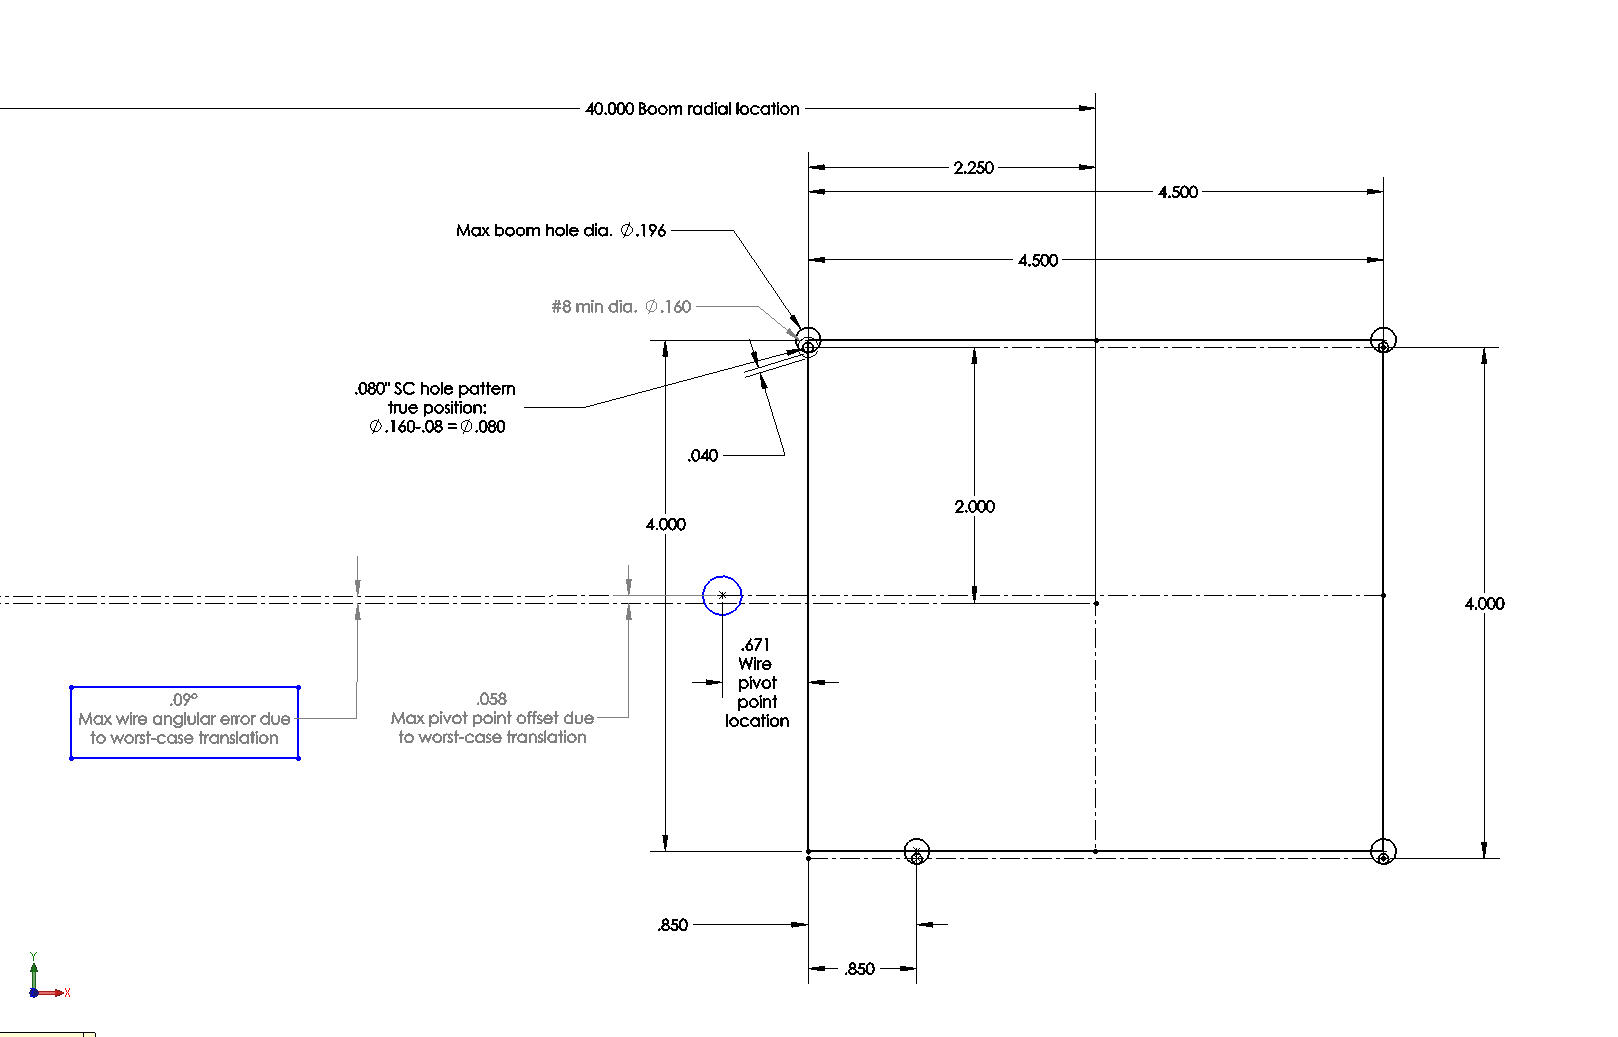 40.000 Boom radial location
2.250
4.500
Max boom hole dia. ∅.196
4.500
#8 min dia. ∅.160
.080" SC hole pattern
true position:
∅.160-.08 = ∅.080
.040
2.000
4.000
4.000
.671
Wire
pivot
point
location
.09°
Max wire anglular error due
to worst-case translation
.058
Max pivot point offset due
to worst-case translation
.850
.850
Y
X